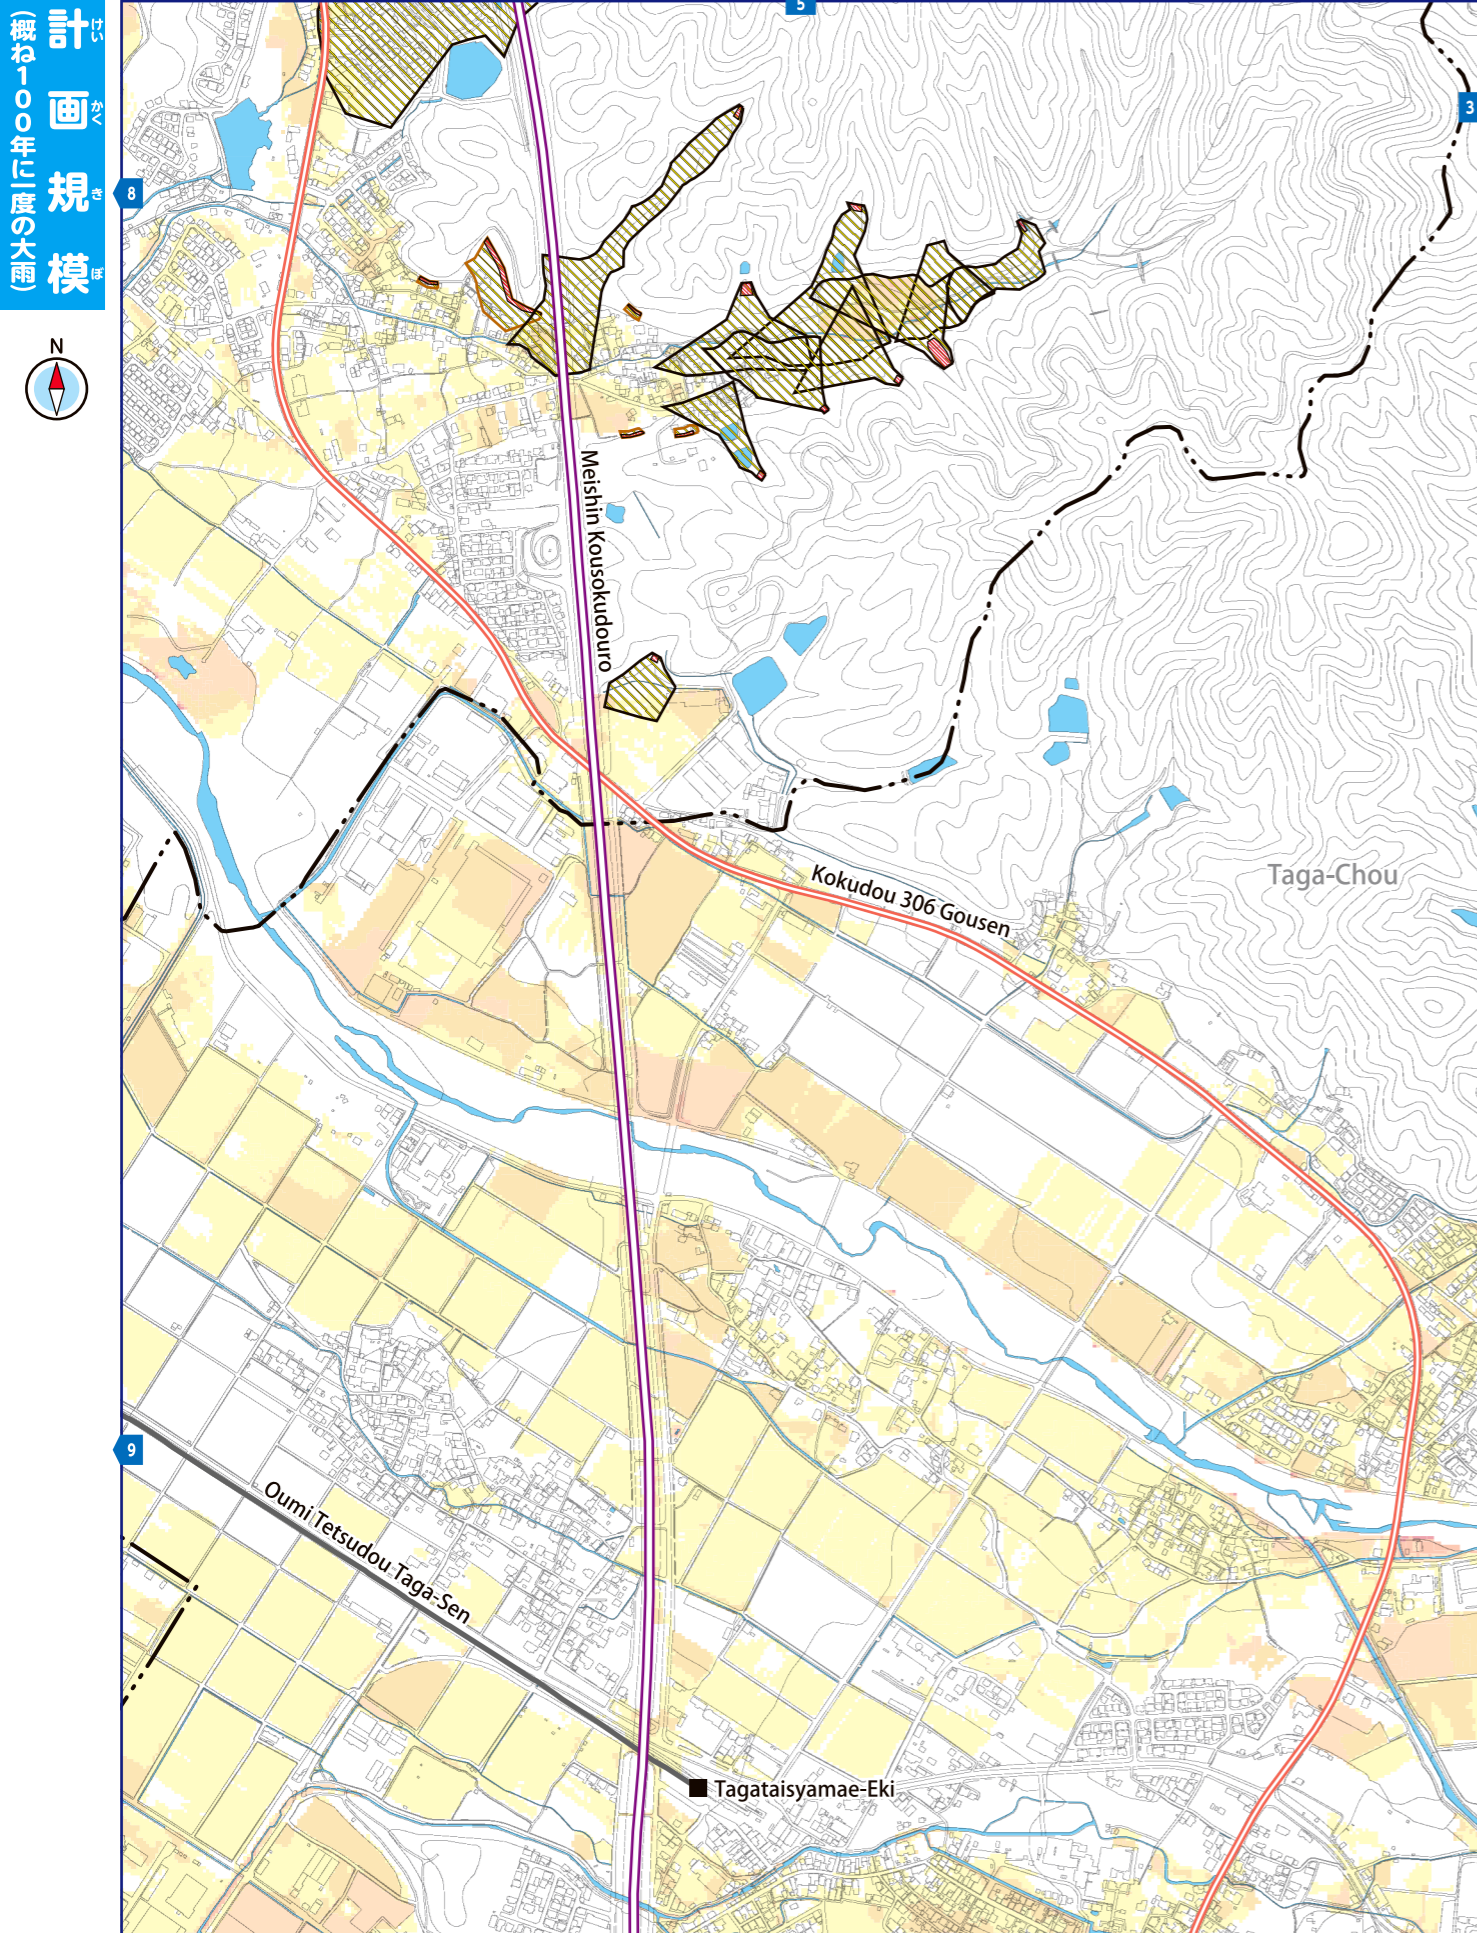 計画規模
けいかくきぼ
(概ね100年に一度の大雨)
N
5
3
8
9
Meishin Kousokudouro
Kokudou 306 Gousen
Taga-Chou
Oumi Tetsudou Taga-Sen
Tagataisyamae-Eki